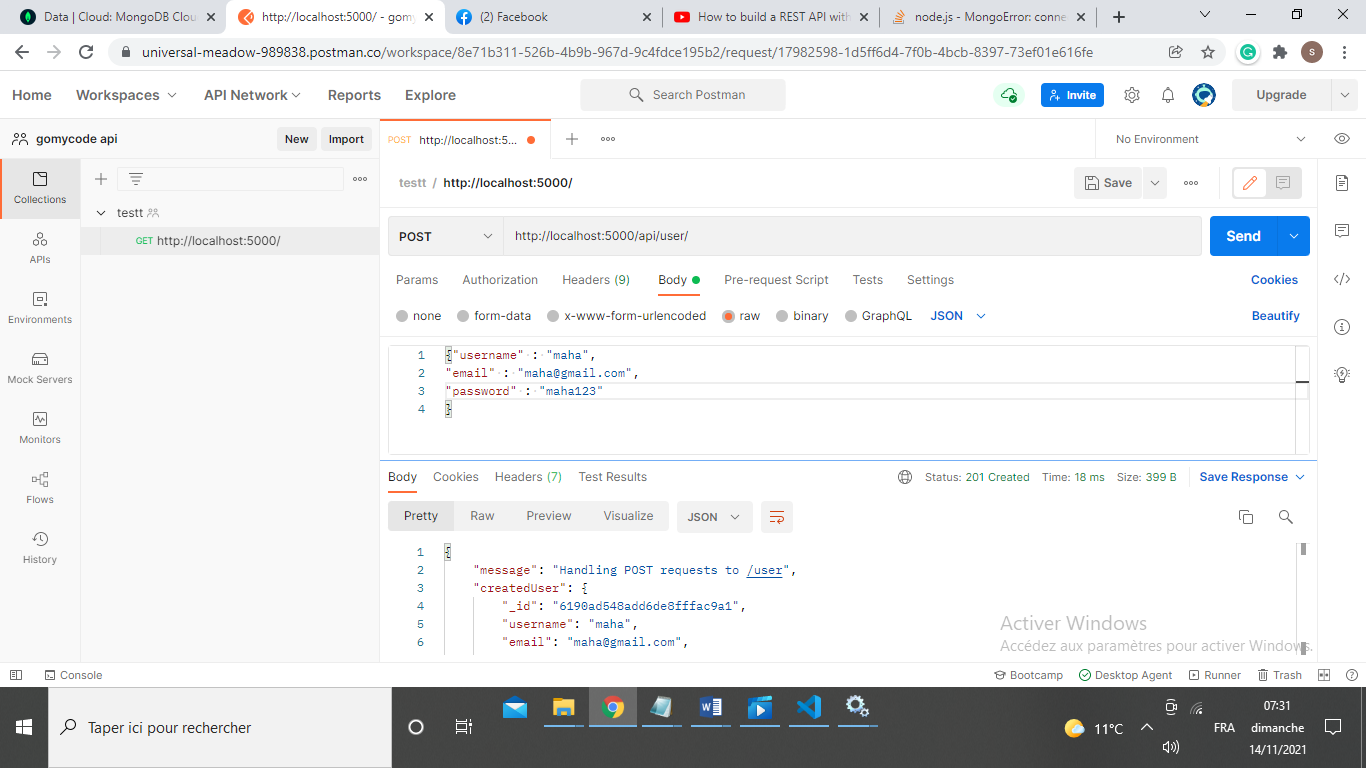 Data | Cloud: MongoDB Clou
http://localhost:5000/ - gomy
(2) Facebook
How to build a REST API with
node.js - MongoError: conne
universal-meadow-989838.postman.co/workspace/8e71b311-526b-4b9b-967d-9c4fdce195b2/request/17982598-1d5ff6d4-7f0b-4bcb-8397-73ef01e616fe
S
Home
Workspaces
API Network
Reports
Explore
Search Postman
Invite
Upgrade
gomycode api
New
Import
POST http://localhost:5...
No Environment
Collections
testt
GET http://localhost:5000/
APIs
Environments
Mock Servers
Monitors
Flows
History
testt / http://localhost:5000/
Save
POST
http://localhost:5000/api/user/
Send
Params
Authorization
Headers (9)
Body
Pre-request Script
Tests
Settings
Cookies
none
form-data
x-www-form-urlencoded
raw
binary
GraphQL
JSON
Beautify
1 {"username" : "maha",
2 "email" : "maha@gmail.com",
3 "password" : "maha123"
4 }
Body
Cookies
Headers (7)
Test Results
Status: 201 Created
Time: 18 ms
Size: 399 B
Save Response
Pretty
Raw
Preview
Visualize
JSON
1 {
2 "message": "Handling POST requests to /user",
3 "createdUser": {
4 "_id": "6190ad548add6de8fffac9a1",
5 "username": "maha",
6 "email": "maha@gmail.com",
Activer Windows
Accédez aux paramètres pour activer Windows.
Console
Bootcamp
Desktop Agent
Runner
Trash
Taper ici pour rechercher
11°C
FRA
07:31
dimanche
14/11/2021